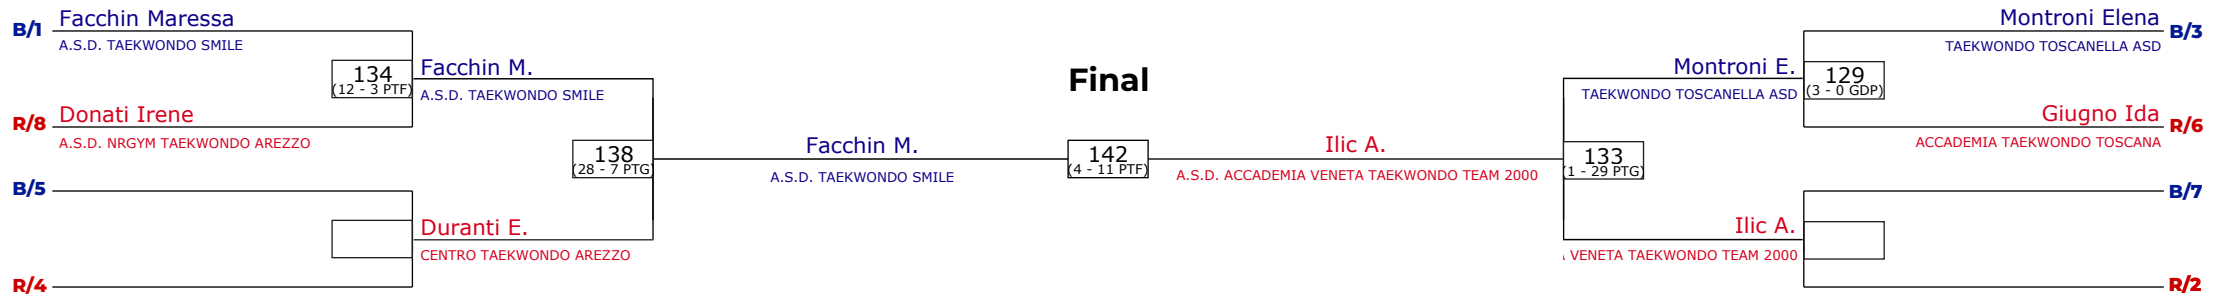 B/1 Facchin Maressa
A.S.D. TAEKWONDO SMILE
134
(12 - 3 PTF)
R/8 Donati Irene
A.S.D. NRGYM TAEKWONDO AREZZO
Facchin M.
A.S.D. TAEKWONDO SMILE
138
(28 - 7 PTG)
B/5
Duranti E.
CENTRO TAEKWONDO AREZZO
R/4
Final
Facchin M.
A.S.D. TAEKWONDO SMILE
142
(4 - 11 PTF)
Ilic A.
A.S.D. ACCADEMIA VENETA TAEKWONDO TEAM 2000
Montroni Elena B/3
TAEKWONDO TOSCANELLA ASD
Montroni E.
TAEKWONDO TOSCANELLA ASD
129
(3 - 0 GDP)
Giugno Ida R/6
ACCADEMIA TAEKWONDO TOSCANA
133
(1 - 29 PTG)
B/7
Ilic A.
VENETA TAEKWONDO TEAM 2000
R/2